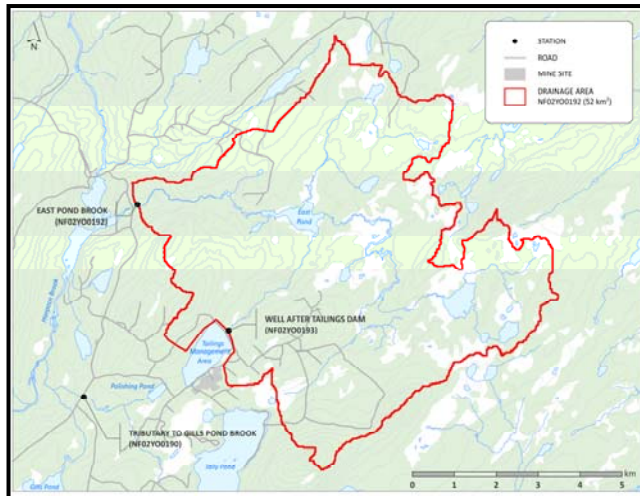 N
STATION
ROAD
MINE SITE
DRAINAGE AREA
NF02YO0192 (52 km²)
EAST POND BROOK
(NF02YO0192)
East
Pond
WELL AFTER TAILINGS DAM
(NF02YO0193)
Tailings
Management
Area
Polishing Pond
TRIBUTARY TO GILLS POND BROOK
(NF02YO0190)
Gills Pond
km
0 1 2 3 4 5